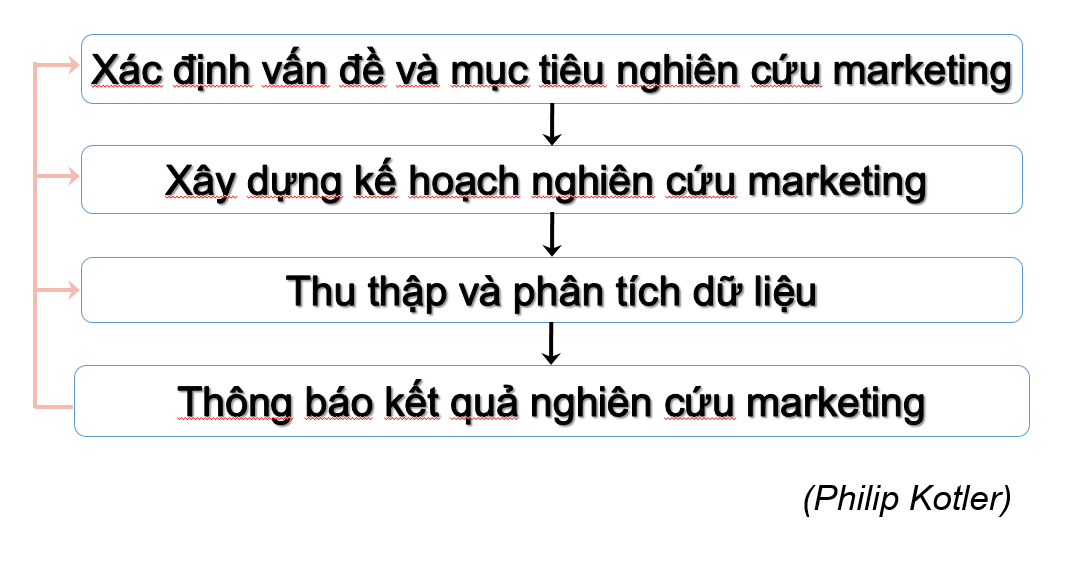 Xác định vấn đề và mục tiêu nghiên cứu marketing
Xây dựng kế hoạch nghiên cứu marketing
Thu thập và phân tích dữ liệu
Thông báo kết quả nghiên cứu marketing
(Philip Kotler)